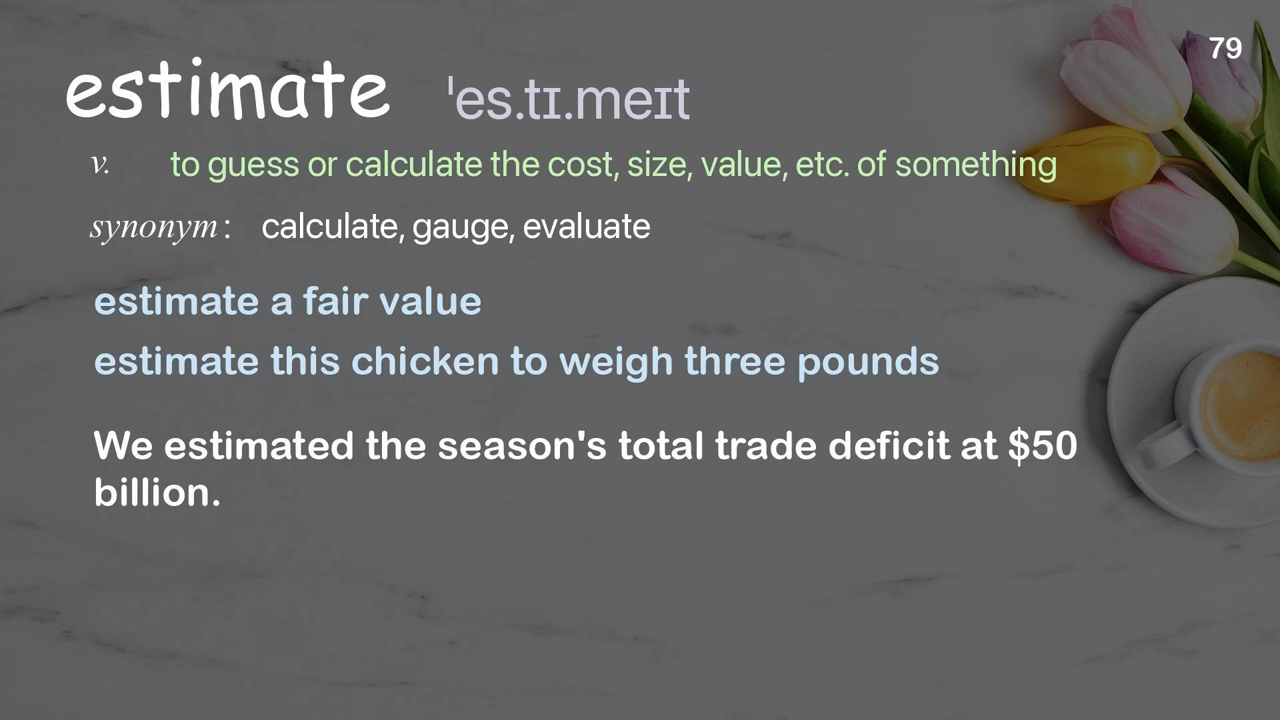 79
estimate ˈes.tɪ.meɪt
v. to guess or calculate the cost, size, value, etc. of something
synonym: calculate, gauge, evaluate
estimate a fair value
estimate this chicken to weigh three pounds
We estimated the season's total trade deficit at $50
billion.